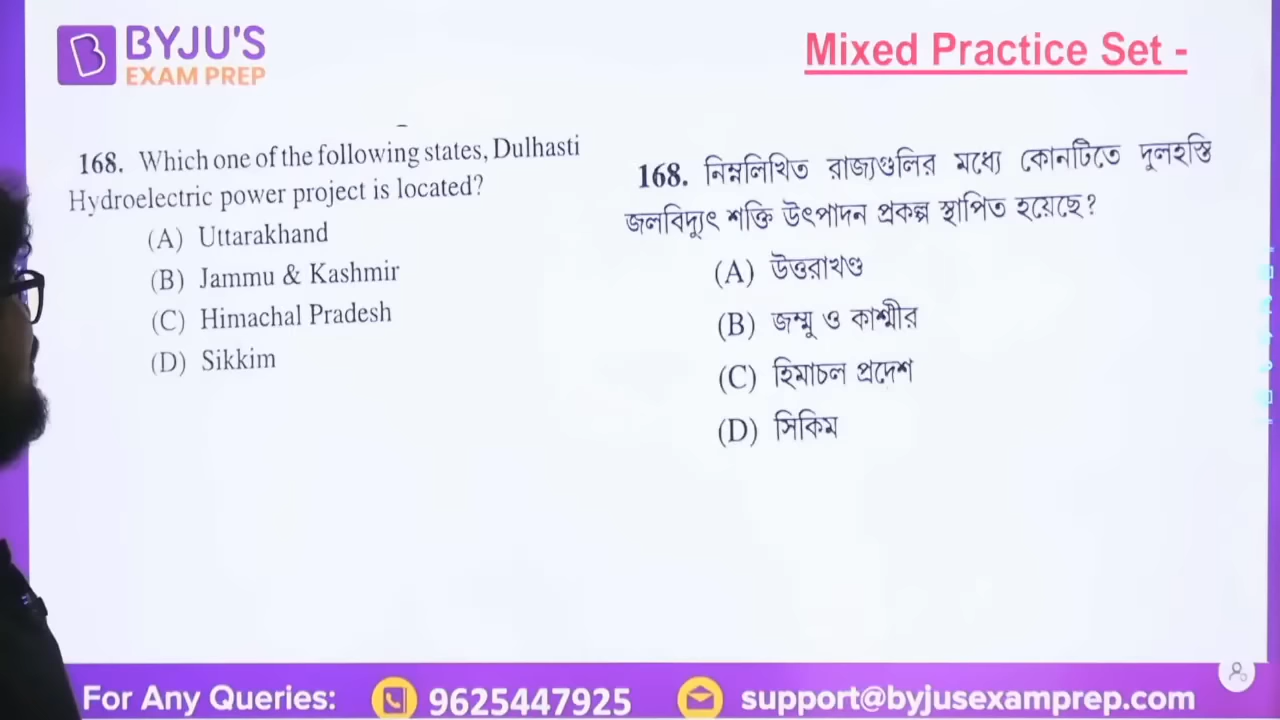 BYJU'S
EXAM PREP
Mixed Practice Set -
168. Which one of the following states, Dulhasti
Hydroelectric power project is located?
(A) Uttarakhand
(B) Jammu & Kashmir
(C) Himachal Pradesh
(D) Sikkim
168. নিম্নলিখিত রাজ্যগুলির মধ্যে কোনটিতে দুলহস্তি
জলবিদ্যুৎ শক্তি উৎপাদন প্রকল্প স্থাপিত হয়েছে?
(A) উত্তরাখণ্ড
(B) জম্মু ও কাশ্মীর
(C) হিমাচল প্রদেশ
(D) সিকিম
For Any Queries: 9625447925 support@byjusexamprep.com